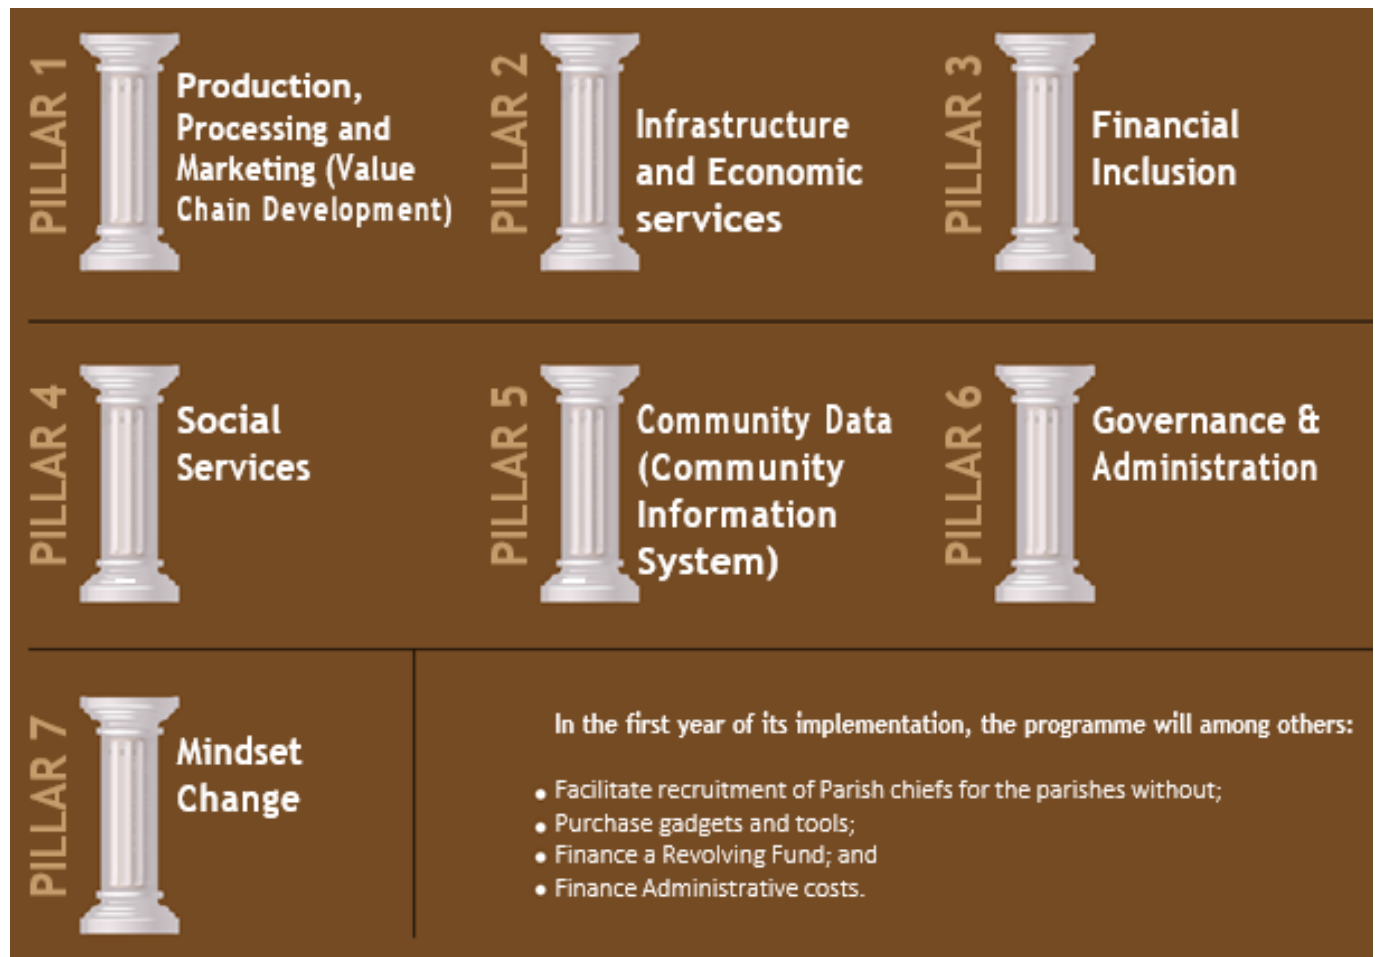 PILLAR 1
Production,
Processing and
Marketing (Value
Chain Development)
PILLAR 2
Infrastructure
and Economic
services
PILLAR 3
Financial
Inclusion
PILLAR 4
Social
Services
PILLAR 5
Community Data
(Community
Information
System)
PILLAR 6
Governance &
Administration
PILLAR 7
Mindset
Change
In the first year of its implementation, the programme will among others:
• Facilitate recruitment of Parish chiefs for the parishes without;
• Purchase gadgets and tools;
• Finance a Revolving Fund; and
• Finance Administrative costs.